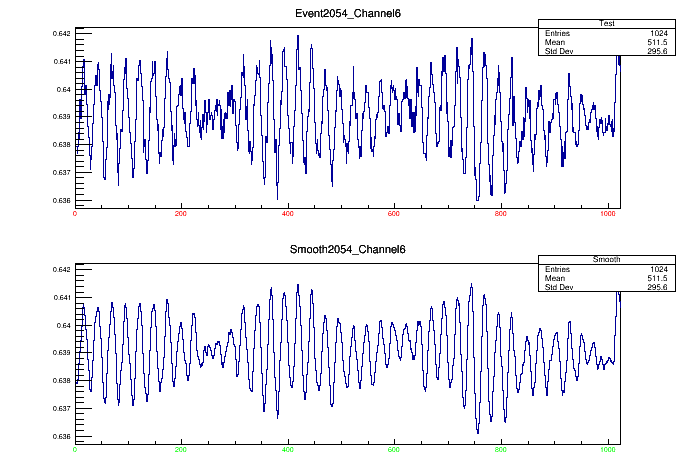 Event2054_Channel6
Test
Entries 1024
Mean 511.5
Std Dev 295.6
0.642
0.641
0.64
0.639
0.638
0.637
0.636
0 200 400 600 800 1000
Smooth2054_Channel6
Smooth
Entries 1024
Mean 511.5
Std Dev 295.6
0.642
0.641
0.64
0.639
0.638
0.637
0.636
0 200 400 600 800 1000